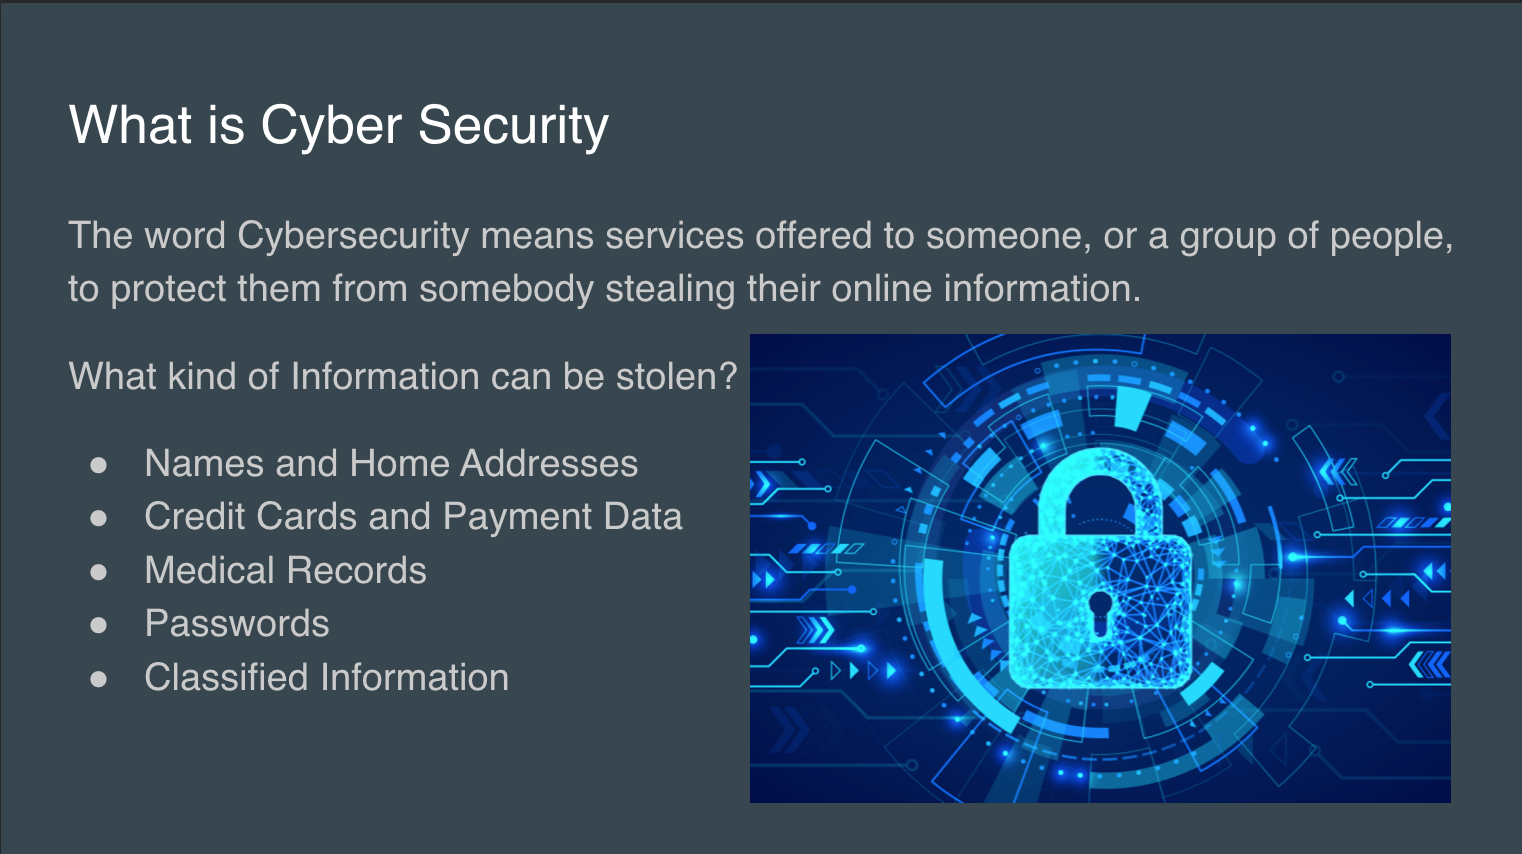 What is Cyber Security
The word Cybersecurity means services offered to someone, or a group of people,
to protect them from somebody stealing their online information.
What kind of Information can be stolen?
● Names and Home Addresses
● Credit Cards and Payment Data
● Medical Records
● Passwords
● Classified Information